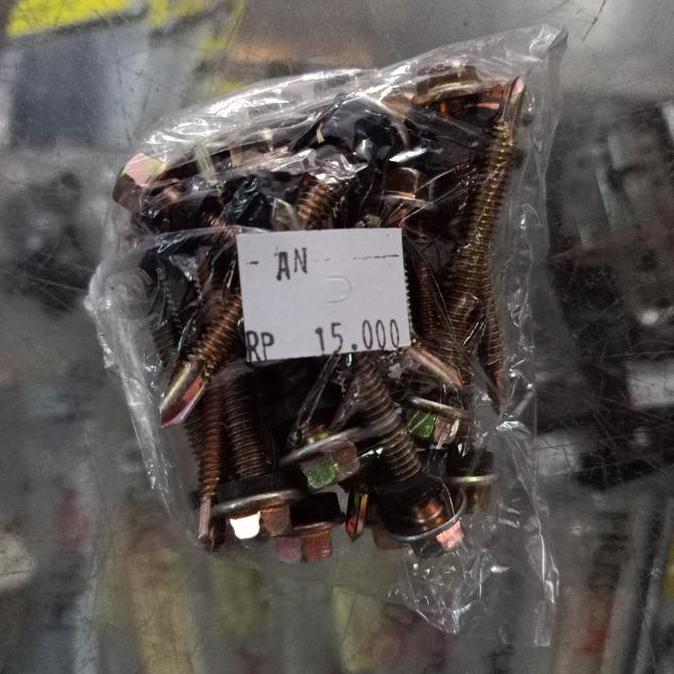 - AN -
RP 15.000